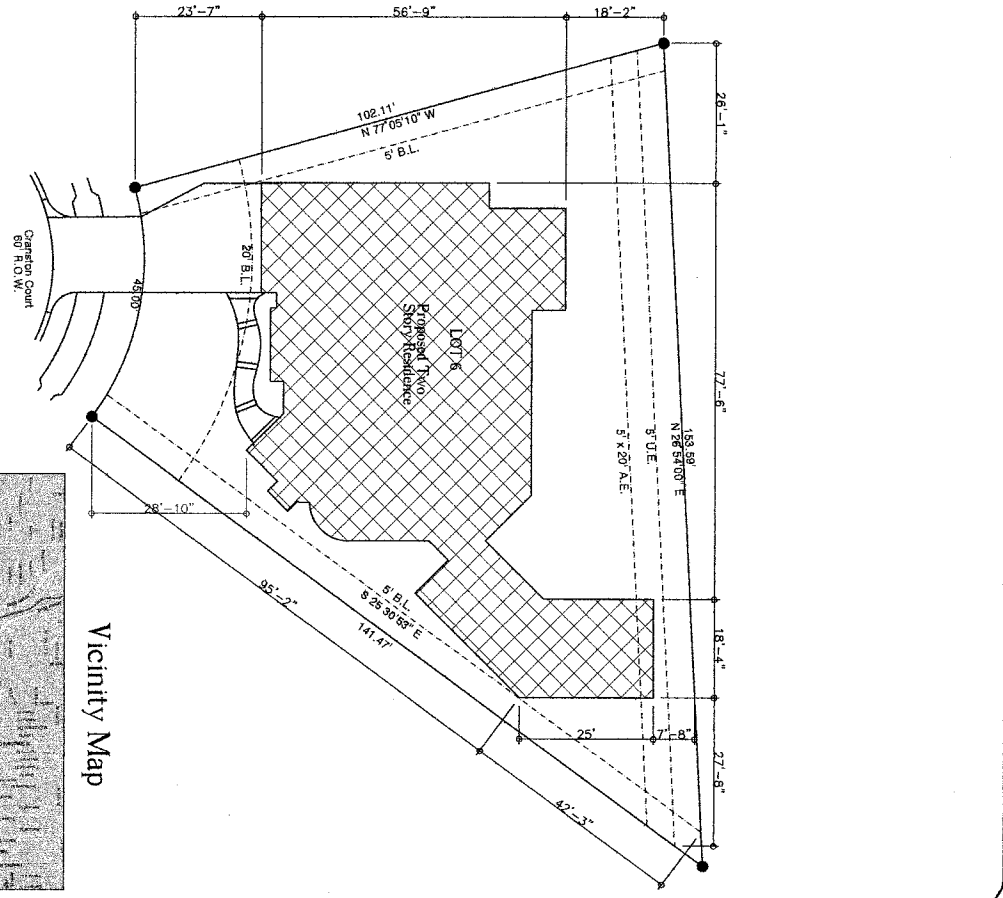 23'-7"
56'-9"
18'-2"
26'-1"
77'-6"
18'-4"
27'-8"
102.11'
N 77°05'10" W
5' B.L.
153.59'
N 26°54'00" E
5' x 20' A.E.
20' B.L.
LOT 6
Proposed Two
Story Residence
45.00'
Cranston Court
60' R.O.W.
28'-10"
95'-2"
5' B.L.
S 25°30'53" E
141.47'
25'
7'-8"
42'-3"
Vicinity Map